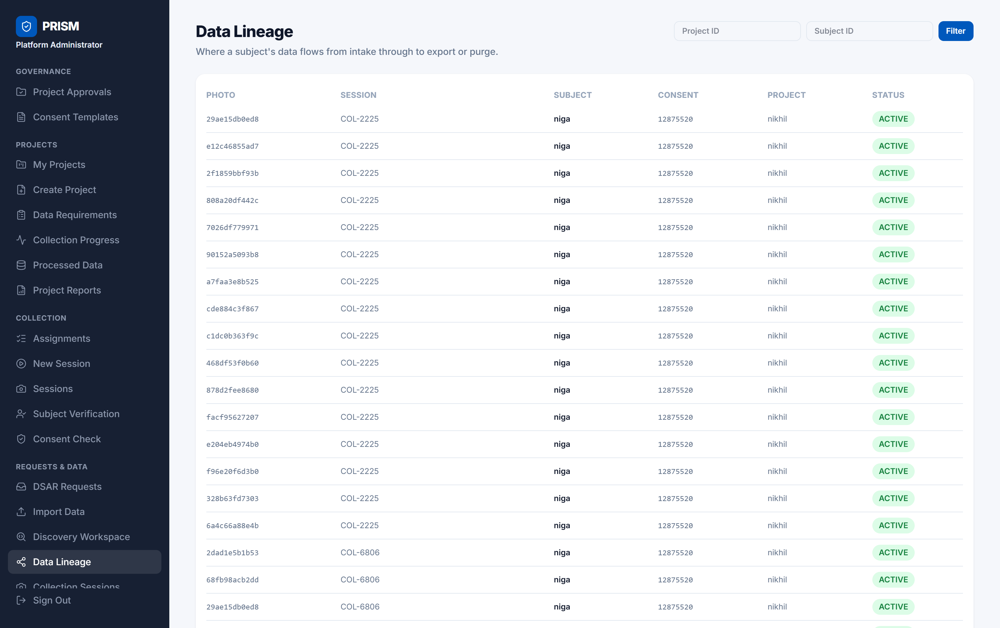 PRISM
Platform Administrator
GOVERNANCE
Project Approvals
Consent Templates
PROJECTS
My Projects
Create Project
Data Requirements
Collection Progress
Processed Data
Project Reports
COLLECTION
Assignments
New Session
Sessions
Subject Verification
Consent Check
REQUESTS & DATA
DSAR Requests
Import Data
Discovery Workspace
Data Lineage
Collection Sessions
Sign Out
Data Lineage
Where a subject's data flows from intake through to export or purge.
Project ID Subject ID Filter
PHOTO SESSION SUBJECT CONSENT PROJECT STATUS
29ae15db0ed8 COL-2225 niga 12875520 nikhil ACTIVE
e12c46855ad7 COL-2225 niga 12875520 nikhil ACTIVE
2f1859bbf93b COL-2225 niga 12875520 nikhil ACTIVE
808a20df442c COL-2225 niga 12875520 nikhil ACTIVE
7026df779971 COL-2225 niga 12875520 nikhil ACTIVE
90152a5093b8 COL-2225 niga 12875520 nikhil ACTIVE
a7faa3e8b525 COL-2225 niga 12875520 nikhil ACTIVE
cde884c3f867 COL-2225 niga 12875520 nikhil ACTIVE
c1dc0b363f9c COL-2225 niga 12875520 nikhil ACTIVE
468df53f0b60 COL-2225 niga 12875520 nikhil ACTIVE
878d2fee8680 COL-2225 niga 12875520 nikhil ACTIVE
facf95627207 COL-2225 niga 12875520 nikhil ACTIVE
e204eb4974b0 COL-2225 niga 12875520 nikhil ACTIVE
f96e20f6d3b0 COL-2225 niga 12875520 nikhil ACTIVE
328b63fd7303 COL-2225 niga 12875520 nikhil ACTIVE
6a4c66a88e4b COL-2225 niga 12875520 nikhil ACTIVE
2dad1e5b1b53 COL-6806 niga 12875520 nikhil ACTIVE
68fb98acb2dd COL-6806 niga 12875520 nikhil ACTIVE
29ae15db0ed8 COL-6806 niga 12875520 nikhil ACTIVE